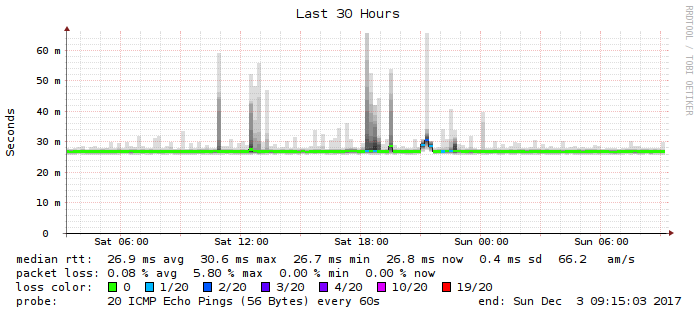 Last 30 Hours
RRDTOOL / TOBI OETIKER
Seconds
60 m
50 m
40 m
30 m
20 m
10 m
0
Sat 06:00 Sat 12:00 Sat 18:00 Sun 00:00 Sun 06:00
median rtt: 26.9 ms avg 30.6 ms max 26.7 ms min 26.8 ms now 0.4 ms sd 66.2 am/s
packet loss: 0.08 % avg 5.80 % max 0.00 % min 0.00 % now
loss color: 0 1/20 2/20 3/20 4/20 10/20 19/20
probe: 20 ICMP Echo Pings (56 Bytes) every 60s end: Sun Dec 3 09:15:03 2017